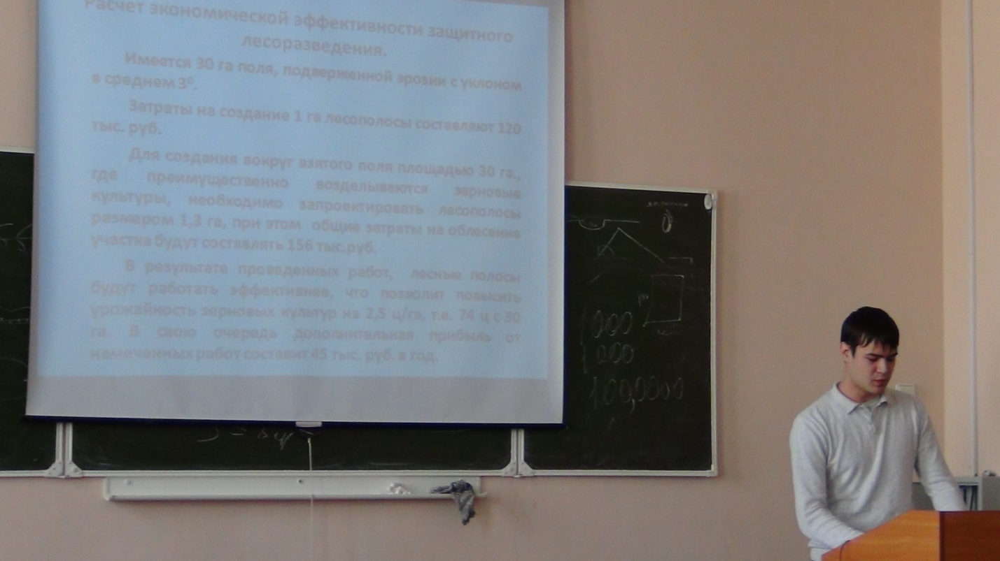 Расчет экономической эффективности защитного
лесоразведения.
Имеется 30 га поля, подверженной эрозии с уклоном
в среднем 3⁰.
Затраты на создание 1 га лесополосы составляют 120
тыс. руб.
Для создания вокруг взятого поля площадью 30 га.,
где преимущественно возделываются зерновые
культуры, необходимо запроектировать лесополосы
размером 1,3 га, при этом общие затраты на облесение
участка будут составлять 156 тыс.руб.
В результате проведенных работ, лесные полосы
будут работать эффективнее, что позволит повысить
урожайность зерновых культур на 2,5 ц/га, т.е. 74 ц с 30
га. В свою очередь дополнительная прибыль от
намеченных работ составит 45 тыс. руб. в год.